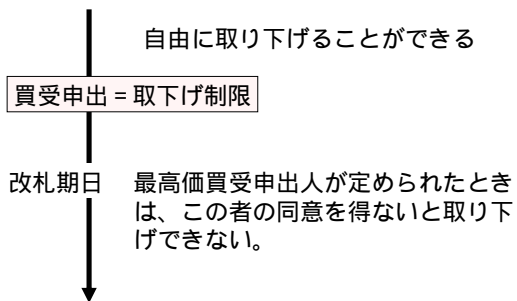 自由に取り下げることができる
買受申出＝取下げ制限
改札期日
最高価買受申出人が定められたとき
は、この者の同意を得ないと取り下
げできない。